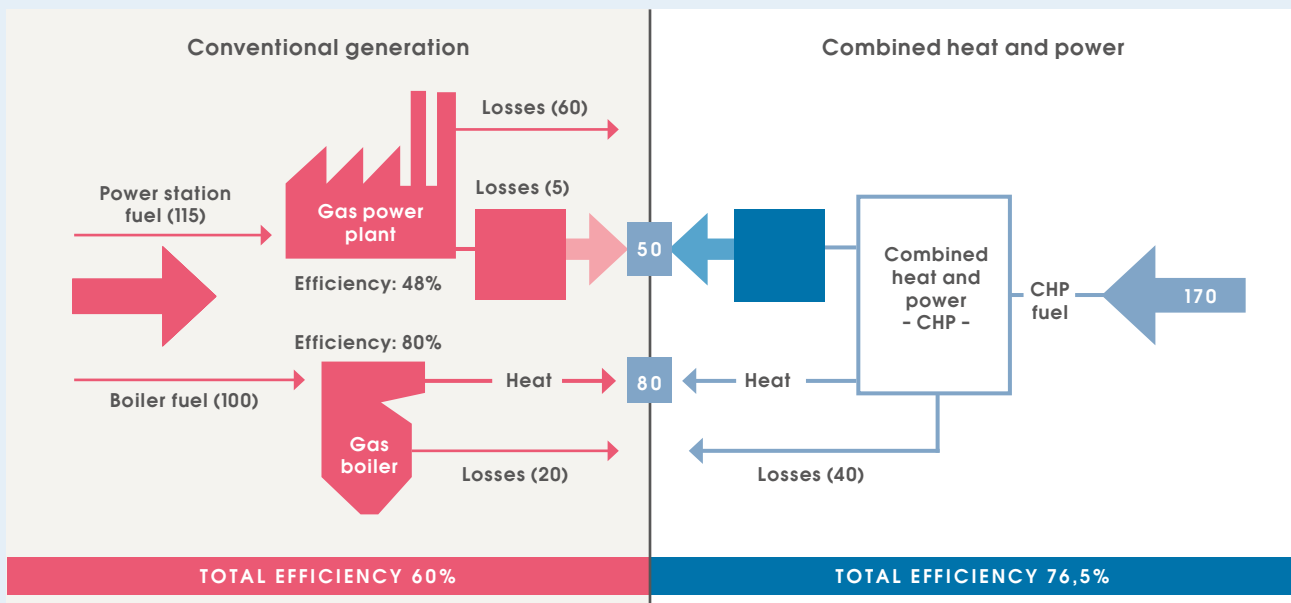 Conventional generation
Losses (60)
Power station
fuel (115)
Gas power
plant
Losses (5)
Efficiency: 48%
Efficiency: 80%
Boiler fuel (100)
Heat
Gas
boiler
Losses (20)
50
80
TOTAL EFFICIENCY 60%
Combined heat and power
Combined
heat and
power
- CHP -
CHP
fuel
170
Heat
Losses (40)
TOTAL EFFICIENCY 76,5%